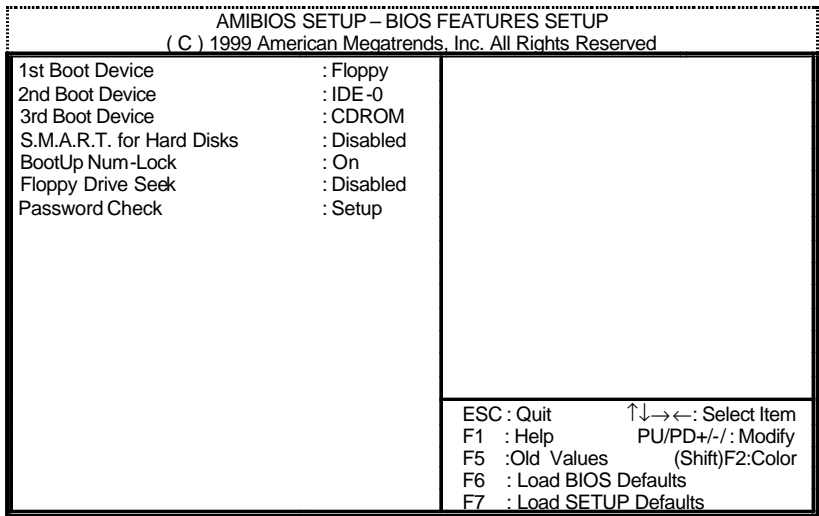 AMIBIOS SETUP – BIOS FEATURES SETUP
( C ) 1999 American Megatrends, Inc. All Rights Reserved
1st Boot Device : Floppy
2nd Boot Device : IDE-0
3rd Boot Device : CDROM
S.M.A.R.T. for Hard Disks : Disabled
BootUp Num-Lock : On
Floppy Drive Seek : Disabled
Password Check : Setup
ESC : Quit ↑↓→←: Select Item
F1 : Help PU/PD+/-/ : Modify
F5 :Old Values (Shift)F2:Color
F6 : Load BIOS Defaults
F7 : Load SETUP Defaults